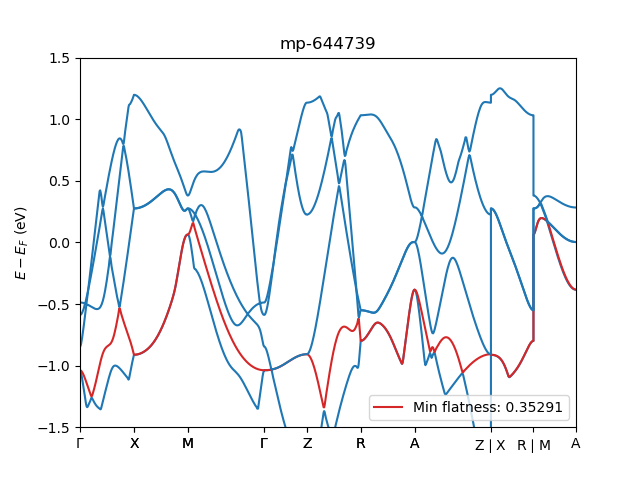 mp-644739
E − E_F (eV)
1.5
1.0
0.5
0.0
−0.5
−1.0
−1.5
Min flatness: 0.35291
Γ X M Γ Z R A Z | X R | M A